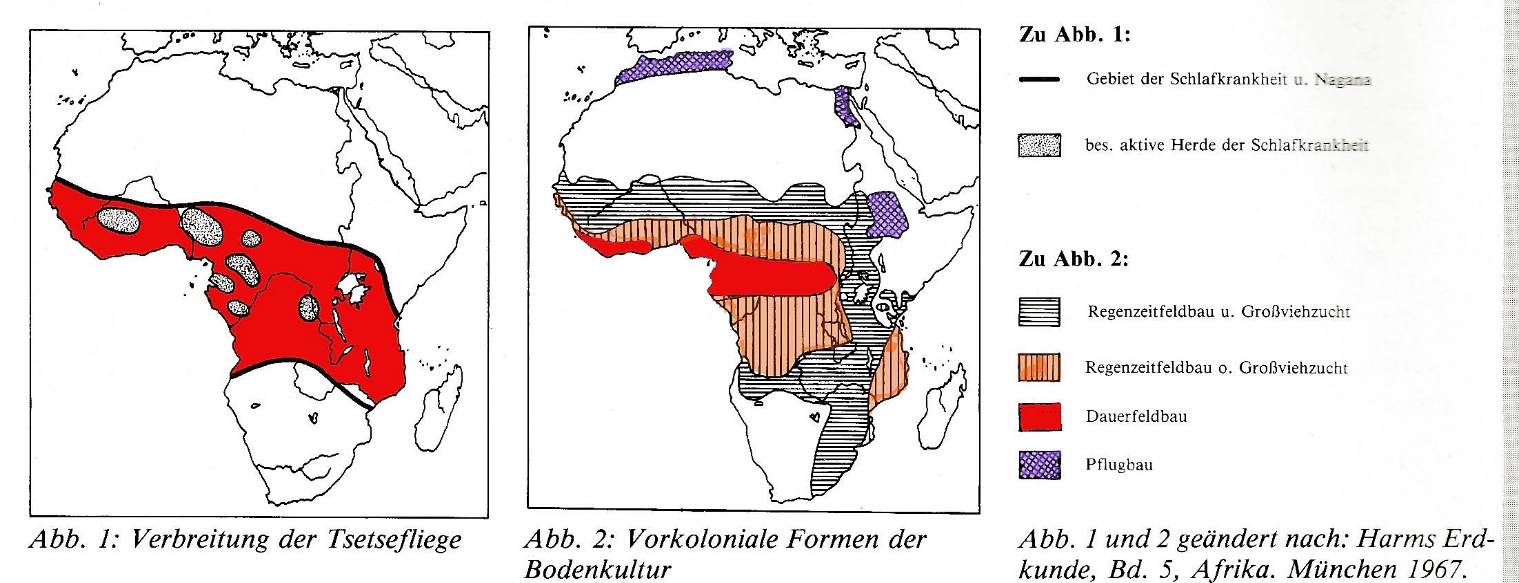 Zu Abb. 1:
Gebiet der Schlafkrankheit u. Nagana
bes. aktive Herde der Schlafkrankheit
Zu Abb. 2:
Regenzeitfeldbau u. Großviehzucht
Regenzeitfeldbau o. Großviehzucht
Dauerfeldbau
Pflugbau
Abb. 1: Verbreitung der Tsetsefliege
Abb. 2: Vorkoloniale Formen der
Bodenkultur
Abb. 1 und 2 geändert nach: Harms Erd-
kunde, Bd. 5, Afrika. München 1967.